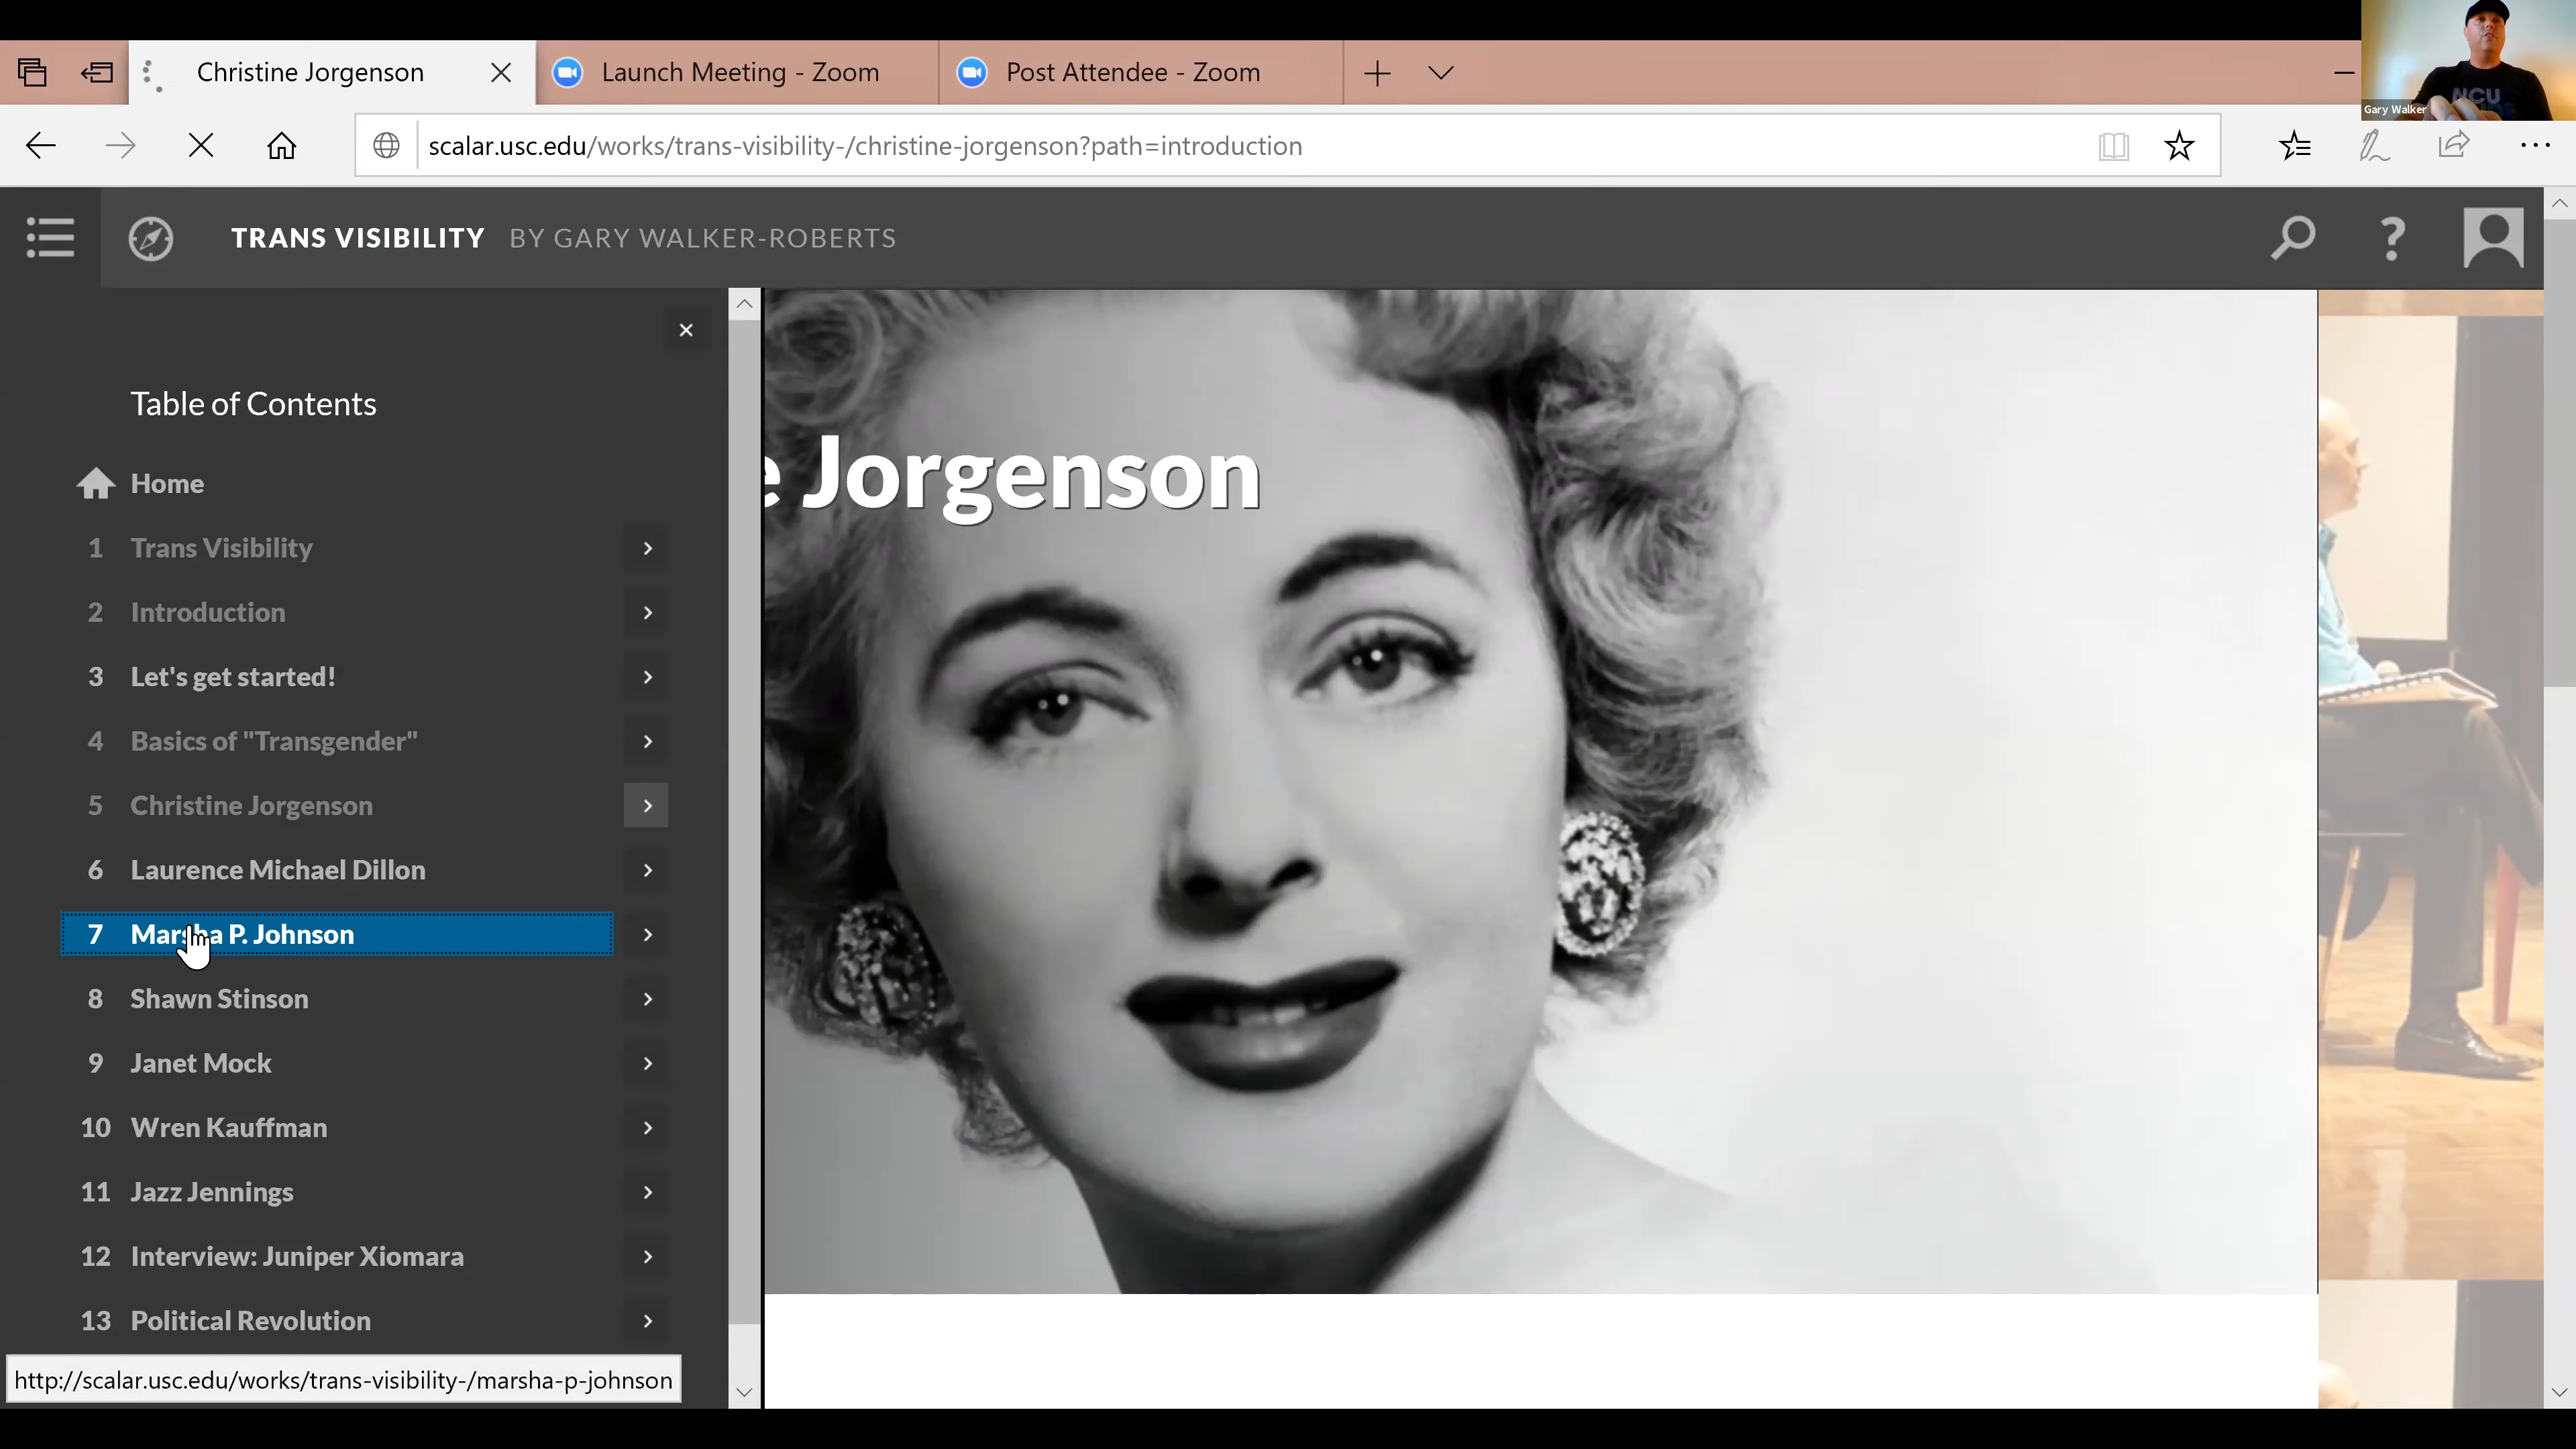 Christine Jorgenson
Launch Meeting - Zoom
Post Attendee - Zoom
Gary Walker
NCU
scalar.usc.edu/works/trans-visibility-/christine-jorgenson?path=introduction
TRANS VISIBILITY BY GARY WALKER-ROBERTS
Table of Contents
Home
1 Trans Visibility
2 Introduction
3 Let's get started!
4 Basics of "Transgender"
5 Christine Jorgenson
6 Laurence Michael Dillon
7 Marsha P. Johnson
8 Shawn Stinson
9 Janet Mock
10 Wren Kauffman
11 Jazz Jennings
12 Interview: Juniper Xiomara
13 Political Revolution
http://scalar.usc.edu/works/trans-visibility-/marsha-p-johnson
e Jorgenson